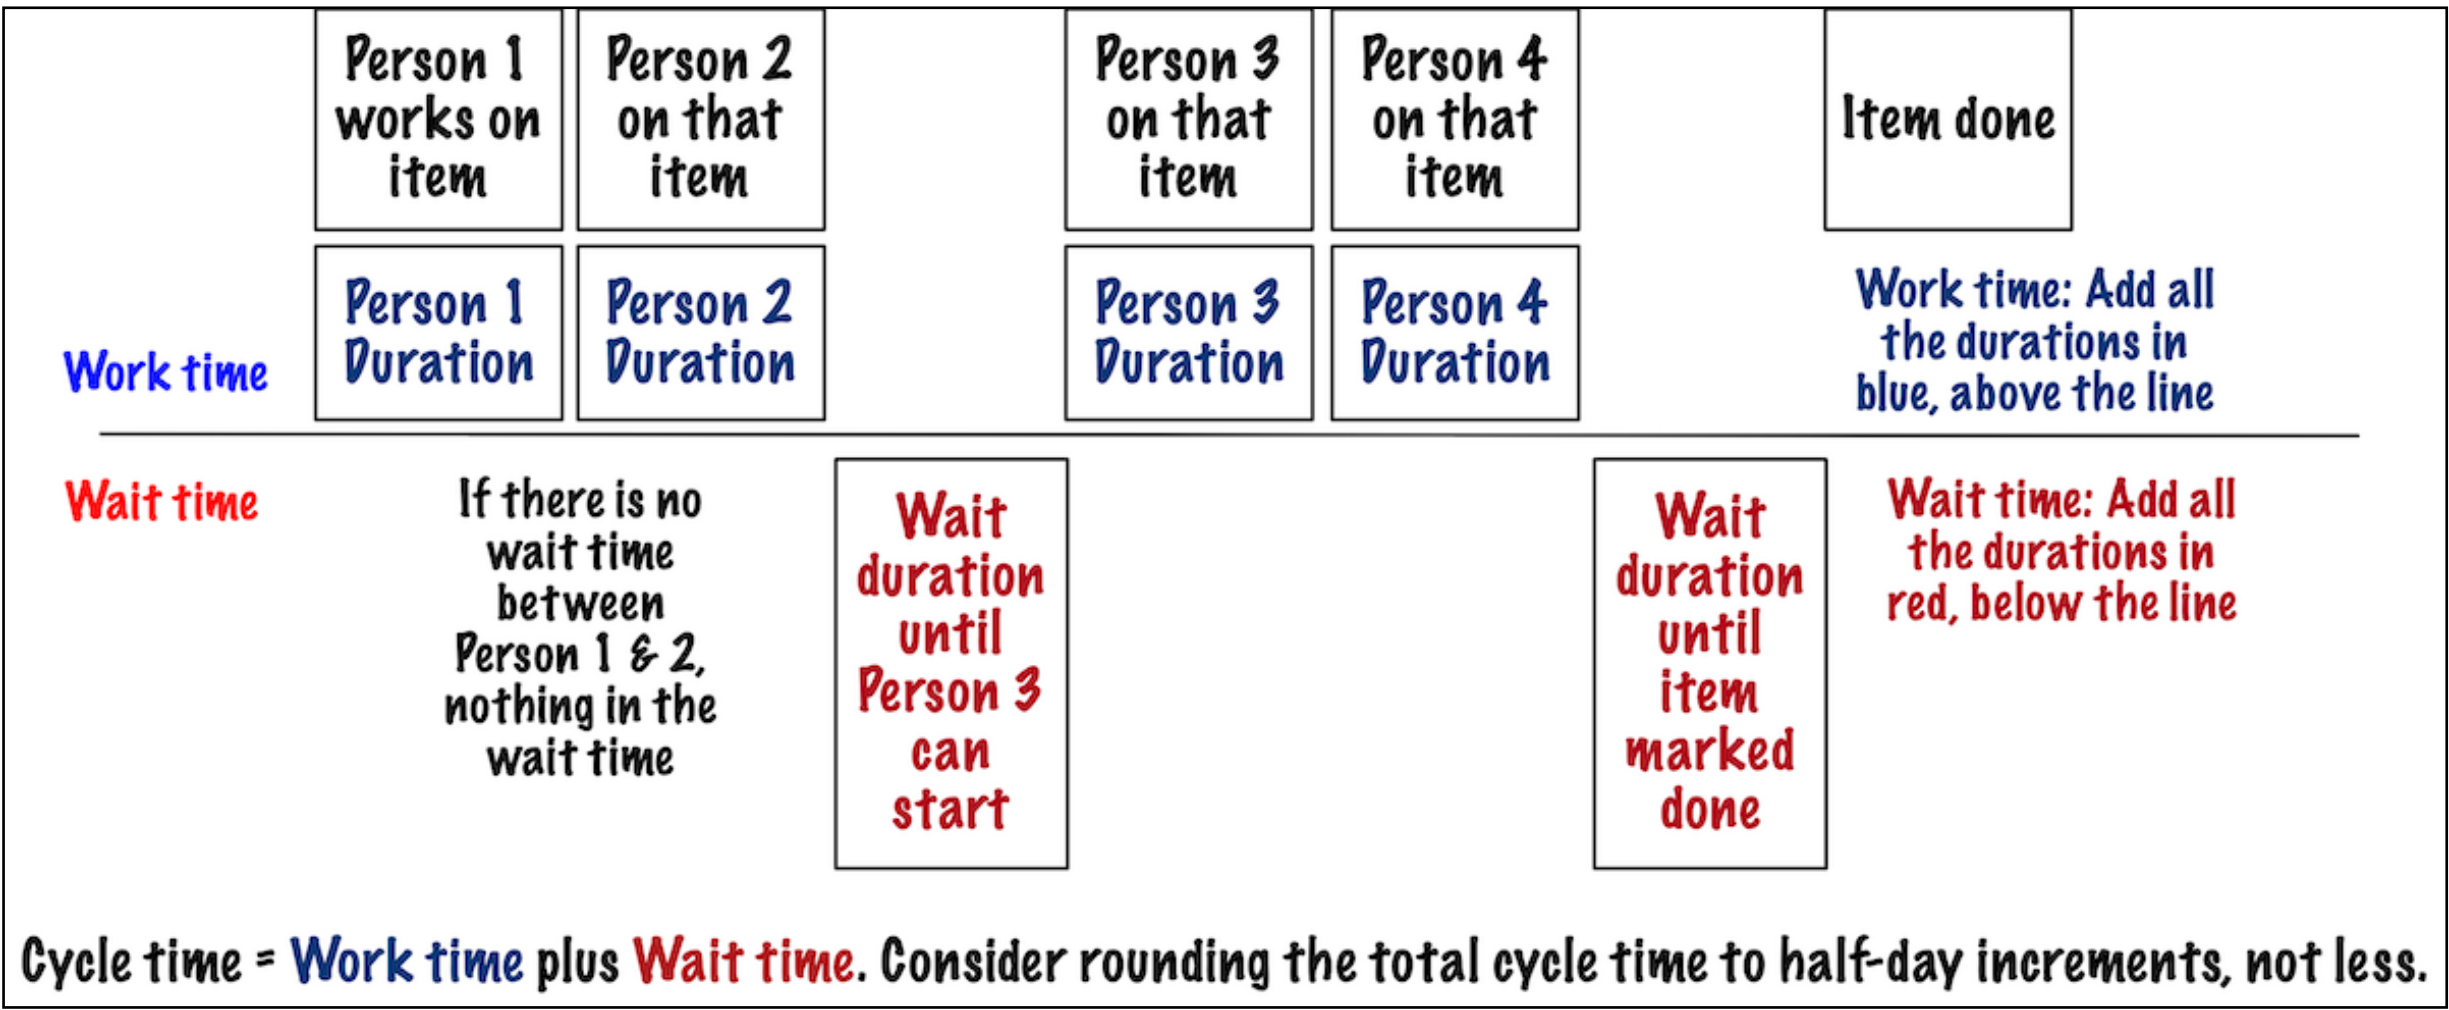 Person 1
works on
item
Person 2
on that
item
Person 3
on that
item
Person 4
on that
item
Item done
Work time
Person 1
Duration
Person 2
Duration
Person 3
Duration
Person 4
Duration
Work time: Add all
the durations in
blue, above the line
Wait time
If there is no
wait time
between
Person 1 & 2,
nothing in the
wait time
Wait
duration
until
Person 3
can
start
Wait
duration
until
item
marked
done
Wait time: Add all
the durations in
red, below the line
Cycle time = Work time plus Wait time. Consider rounding the total cycle time to half-day increments, not less.